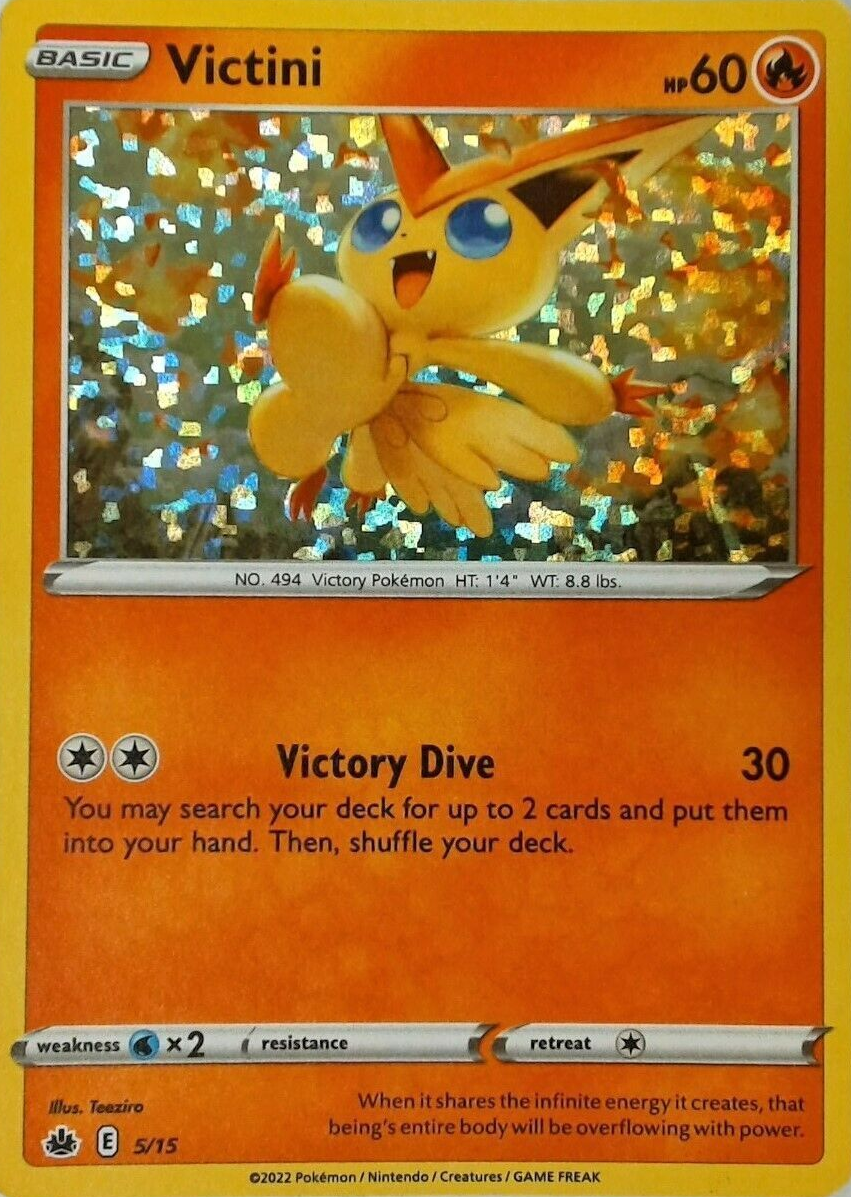 BASIC Victini HP60
NO. 494 Victory Pokémon HT: 1'4" WT: 8.8 lbs.
Victory Dive 30
You may search your deck for up to 2 cards and put them
into your hand. Then, shuffle your deck.
weakness ×2 resistance retreat
Illus. Teeziro
When it shares the infinite energy it creates, that
being's entire body will be overflowing with power.
E 5/15
©2022 Pokémon / Nintendo / Creatures / GAME FREAK